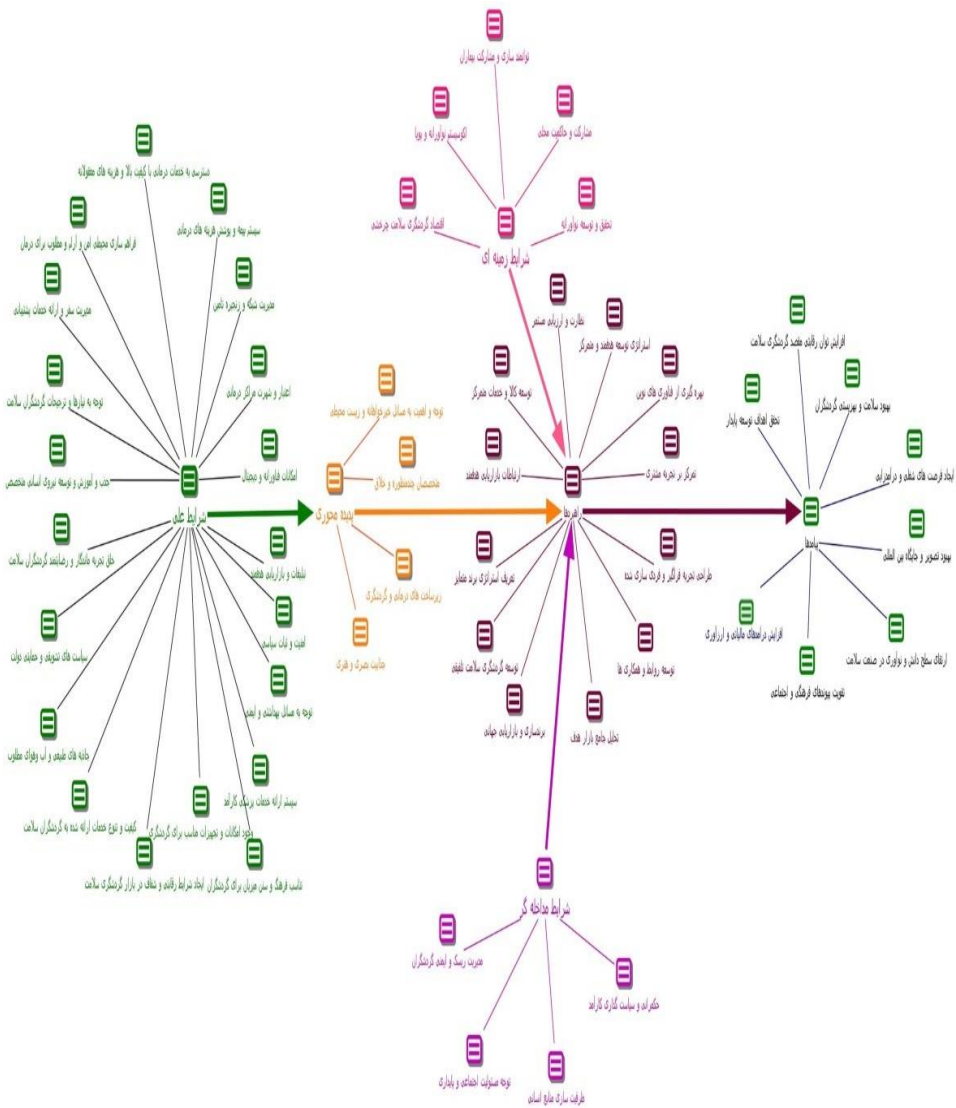 توانمند سازی و مشارکت بیماران
اکوسیستم نوآورانه و پویا
مشارکت و حاکمیت محلی
اقتصاد گردشگری سلامت چرخشی
تحقق و توسعه نوآورانه
شرایط زمینه ای
دسترسی به خدمات درمانی با کیفیت بالا و هزینه های معقولانه
سیستم بیمه و پوشش هزینه های درمانی
فراهم سازی محیطی امن و آرام و مطلوب برای درمان
مدیریت شبکه و زنجیره تامین
مدیریت سفر و ارائه خدمات پشتیبانی
اعتبار و شهرت مراکز درمانی
توجه به نیازها و ترجیحات گردشگران سلامت
امکانات فناورانه و دیجیتال
جذب و آموزش و توسعه نیروی انسانی متخصص
شرایط علی
خلق تجربه ماندگار و رضایتمند گردشگران سلامت
تبلیغات و بازاریابی هدفمند
سیاست های تشویقی و حمایتی دولت
امنیت و ثبات سیاسی
توجه به مسائل بهداشتی و ایمنی
جاذبه های طبیعی و آب وهوای مطلوب
سیستم ارائه خدمات پزشکی کارآمد
کیفیت و تنوع خدمات ارائه شده به گردشگران سلامت
وجود امکانات و تجهیزات مناسب برای گردشگری
ایجاد شرایط رقابتی و شفاف در بازار گردشگری سلامت
تناسب فرهنگ و سنن میزبان برای گردشگران
توجه و اهمیت به مسائل خیرخواهانه و زیست محیطی
متخصصان چندمنظوره و خلاق
پدیده محوری
زیرساخت های درمانی و گردشگری
جذابیت بصری و هنری
نظارت و ارزیابی مستمر
استراتژی توسعه هدفمند و متمرکز
توسعه کالا و خدمات متمرکز
بهره گیری از فناوری های نوین
ارتباطات بازاریابی هدفمند
تمرکز بر تجربه مشتری
راهبردها
تعریف استراتژی برند متمایز
طراحی تجربه فراگیر و فردی سازی شده
توسعه گردشگری سلامت تلفیقی
توسعه روابط و همکاری ها
برندسازی و بازاریابی جهانی
تحلیل جامع بازار هدف
افزایش توان رقابتی مقصد گردشگری سلامت
بهبود سلامت و بهزیستی گردشگران
تحقق اهداف توسعه پایدار
ایجاد فرصت های شغلی و درآمدزایی
پیامدها
بهبود تصویر و جایگاه بین المللی
افزایش درآمدهای مالیاتی و ارزآوری
ارتقای سطح دانش و نوآوری در صنعت سلامت
تقویت پیوندهای فرهنگی و اجتماعی
شرایط مداخله گر
مدیریت ریسک و ایمنی گردشگران
حکمرانی و سیاست گذاری کارآمد
توجه مسئولیت اجتماعی و پایداری
ظرفیت سازی منابع انسانی